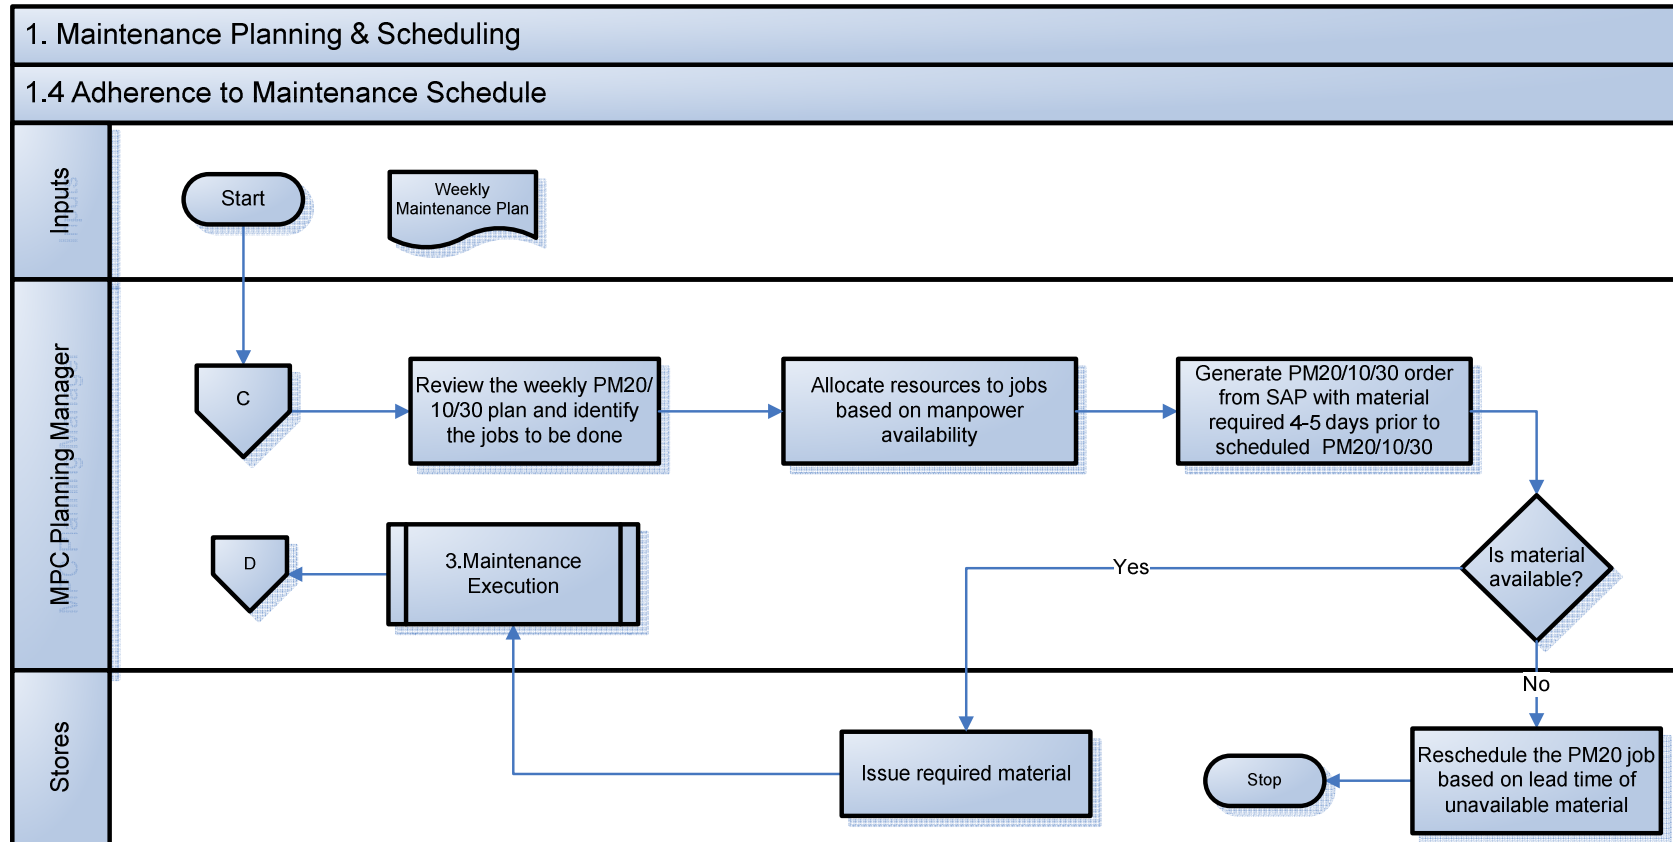 1. Maintenance Planning & Scheduling
1.4 Adherence to Maintenance Schedule
Inputs
Start
Weekly
Maintenance Plan
MPC Planning Manager
C
Review the weekly PM20/
10/30 plan and identify
the jobs to be done
Allocate resources to jobs
based on manpower
availability
Generate PM20/10/30 order
from SAP with material
required 4-5 days prior to
scheduled PM20/10/30
D
3.Maintenance
Execution
Yes
Is material
available?
No
Stores
Issue required material
Stop
Reschedule the PM20 job
based on lead time of
unavailable material